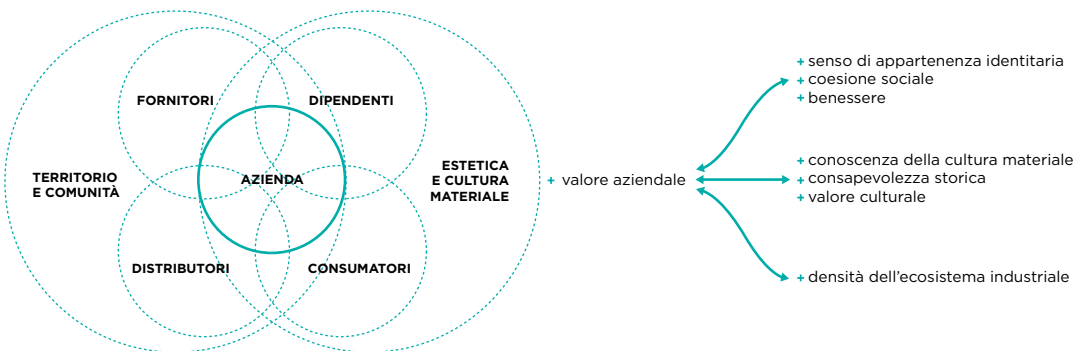 FORNITORI
DIPENDENTI
TERRITORIO
E COMUNITÀ
AZIENDA
ESTETICA
E CULTURA
MATERIALE
DISTRIBUTORI
CONSUMATORI
+ valore aziendale
+ senso di appartenenza identitaria
+ coesione sociale
+ benessere
+ conoscenza della cultura materiale
+ consapevolezza storica
+ valore culturale
+ densità dell'ecosistema industriale